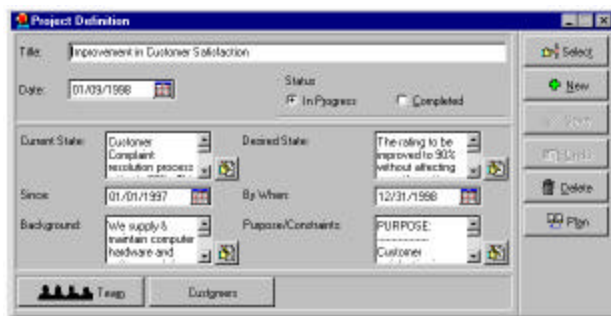 Project Definition
Title: Improvement in Customer Satisfaction
Date: 01/09/1998
Status
In Progress
Completed
Current State:
Customer
Complaint
resolution process
Desired State:
The rating to be
improved to 90%
without affecting
Since: 01/01/1997
By When: 12/31/1998
Background:
We supply &
maintain computer
hardware and
Purpose/Constraints:
PURPOSE:
Customer
Team
Customers
Select
New
Save
Undo
Delete
Plan